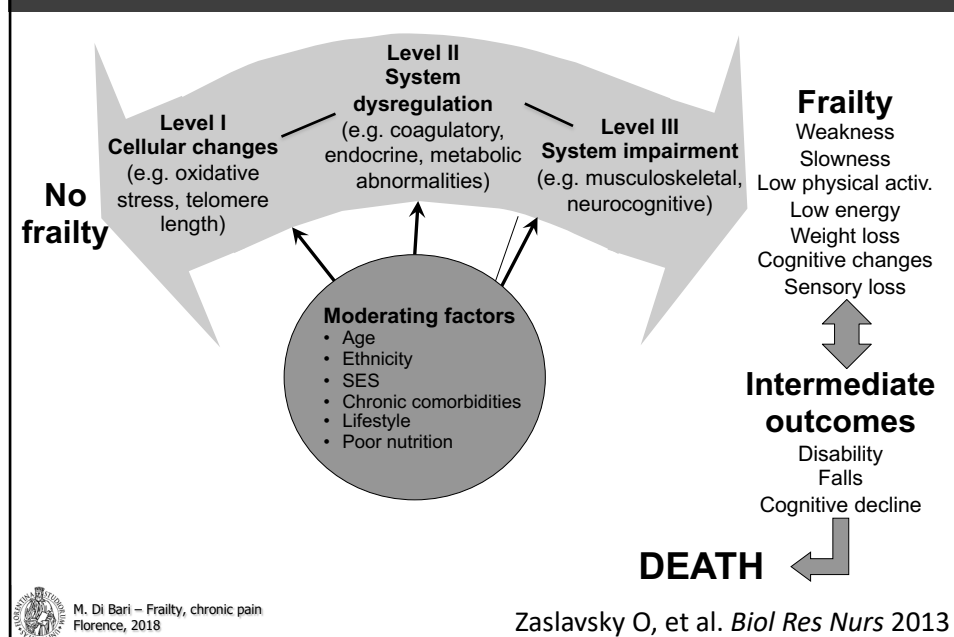 Level I
Cellular changes
(e.g. oxidative
stress, telomere
length)
Level II
System
dysregulation
(e.g. coagulatory,
endocrine, metabolic
abnormalities)
Level III
System impairment
(e.g. musculoskeletal,
neurocognitive)
No
frailty
Moderating factors
• Age
• Ethnicity
• SES
• Chronic comorbidities
• Lifestyle
• Poor nutrition
Frailty
Weakness
Slowness
Low physical activ.
Low energy
Weight loss
Cognitive changes
Sensory loss
Intermediate
outcomes
Disability
Falls
Cognitive decline
DEATH
M. Di Bari – Frailty, chronic pain
Florence, 2018
Zaslavsky O, et al. Biol Res Nurs 2013